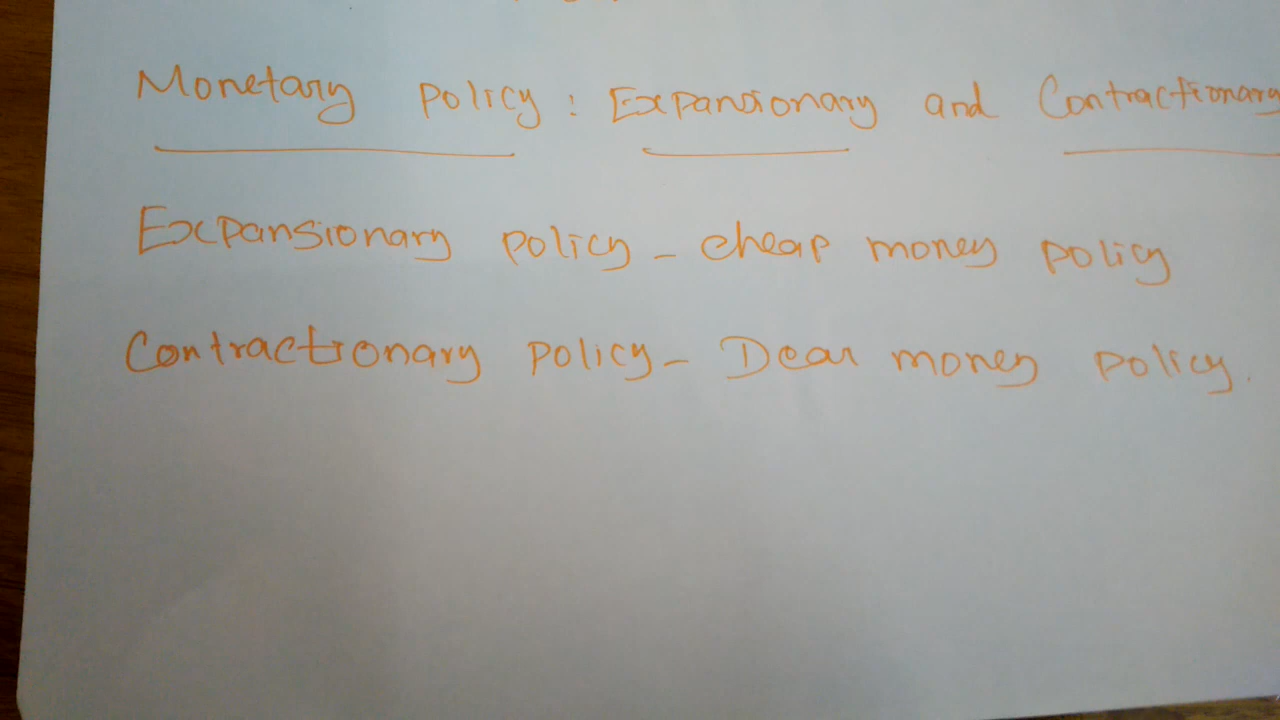 Monetary policy : Expansionary and Contractionary
Expansionary policy - cheap money policy
Contractionary policy - Dear money policy.